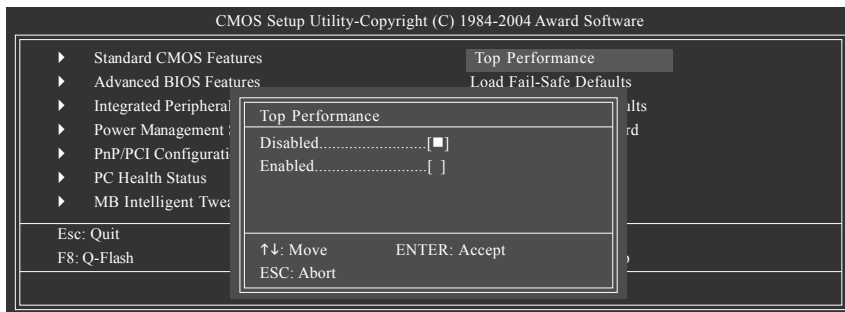 CMOS Setup Utility-Copyright (C) 1984-2004 Award Software
▶ Standard CMOS Features
▶ Advanced BIOS Features
▶ Integrated Peripheral
▶ Power Management
▶ PnP/PCI Configurati
▶ PC Health Status
▶ MB Intelligent Twea
Top Performance
Load Fail-Safe Defaults
ults
rd
Top Performance
Disabled.........................[■]
Enabled..........................[ ]
↑↓: Move ENTER: Accept
ESC: Abort
Esc: Quit
F8: Q-Flash